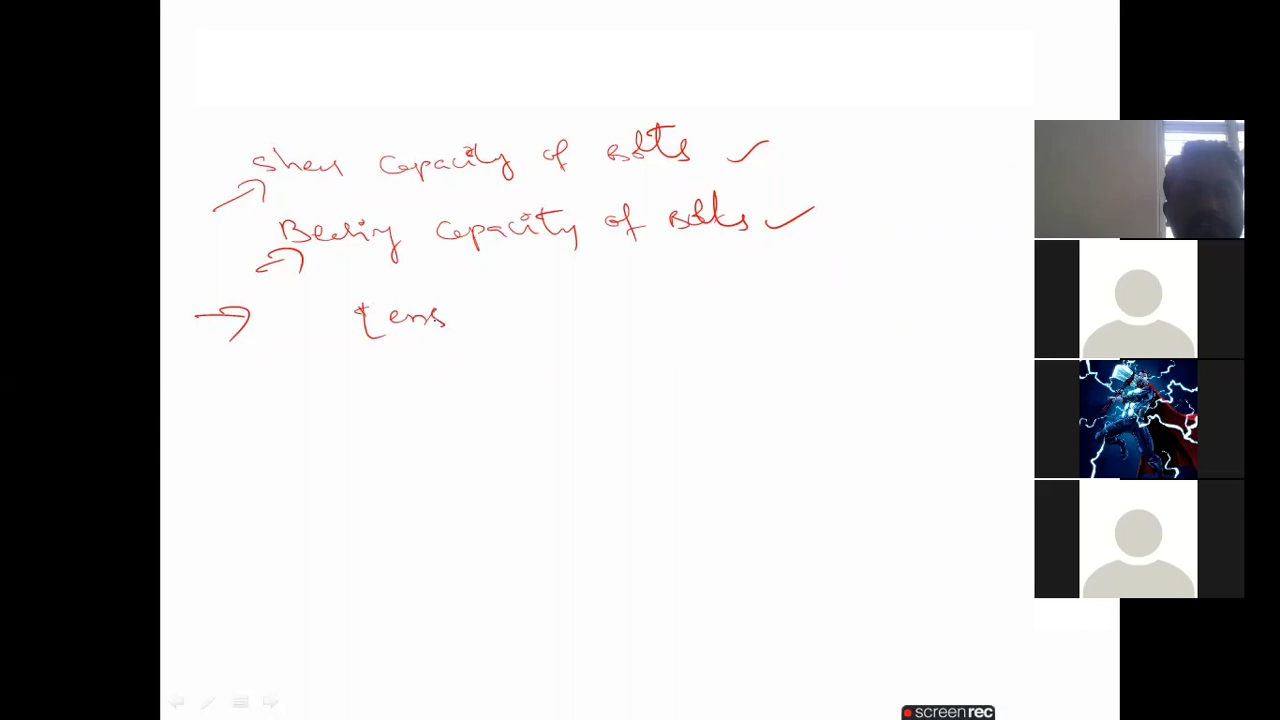 Shear Capacity of Bolts
Bearing Capacity of Bolts
tens
screenrec